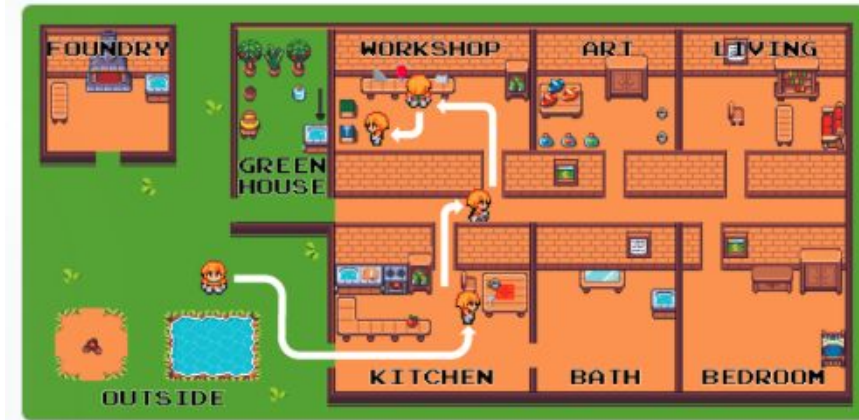 FOUNDRY
WORKSHOP
ART
LIVING
GREEN
HOUSE
KITCHEN
BATH
BEDROOM
OUTSIDE